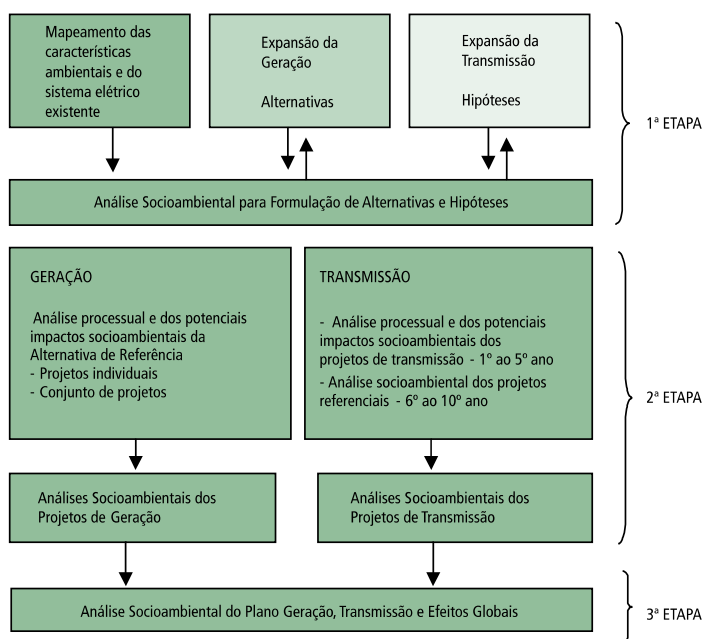 Mapeamento das
características
ambientais e do
sistema elétrico
existente
Expansão da
Geração
Alternativas
Expansão da
Transmissão
Hipóteses
1ª ETAPA
Análise Socioambiental para Formulação de Alternativas e Hipóteses
GERAÇÃO
Análise processual e dos potenciais
impactos socioambientais da
Alternativa de Referência
- Projetos individuais
- Conjunto de projetos
TRANSMISSÃO
- Análise processual e dos potenciais
impactos socioambientais dos
projetos de transmissão - 1º ao 5º ano
- Análise socioambiental dos projetos
referenciais - 6º ao 10º ano
2ª ETAPA
Análises Socioambientais dos
Projetos de Geração
Análises Socioambientais dos
Projetos de Transmissão
Análise Socioambiental do Plano Geração, Transmissão e Efeitos Globais
3ª ETAPA